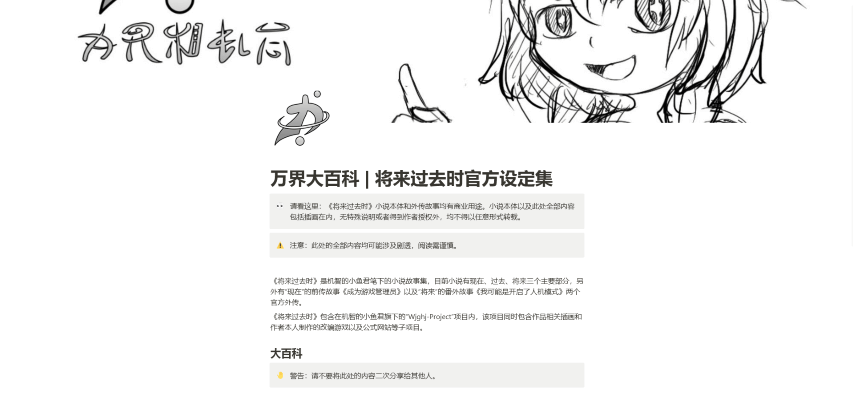 万界大百科 | 将来过去时官方设定集
请看这里：《将来过去时》小说本体和外传故事均有商业用途。小说本体以及此处全部内容
包括插画在内，无特殊说明或者得到作者授权外，均不得以任意形式转载。
注意：此处的全部内容均可能涉及剧透，阅读需谨慎。
《将来过去时》是机智的小鱼君笔下的小说故事集，目前小说有现在、过去、将来三个主要部分，另
外有“现在”的前传故事《成为游戏管理员》以及“将来”的番外故事《我可能是开启了人机模式》两个
官方外传。
《将来过去时》包含在机智的小鱼君旗下的“Wjghj-Project”项目内，该项目同时包含作品相关插画和
作者本人制作的改编游戏以及公式网站等子项目。
大百科
警告：请不要将此处的内容二次分享给其他人。